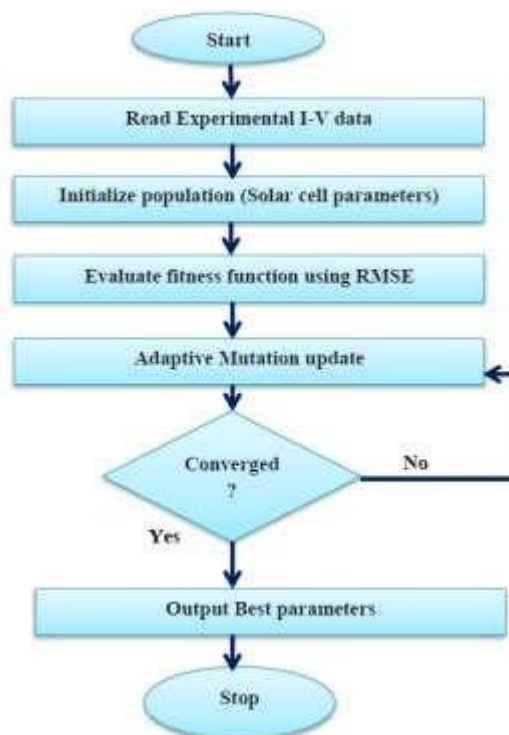 Start
Read Experimental I-V data
Initialize population (Solar cell parameters)
Evaluate fitness function using RMSE
Adaptive Mutation update
Converged
?
No
Yes
Output Best parameters
Stop